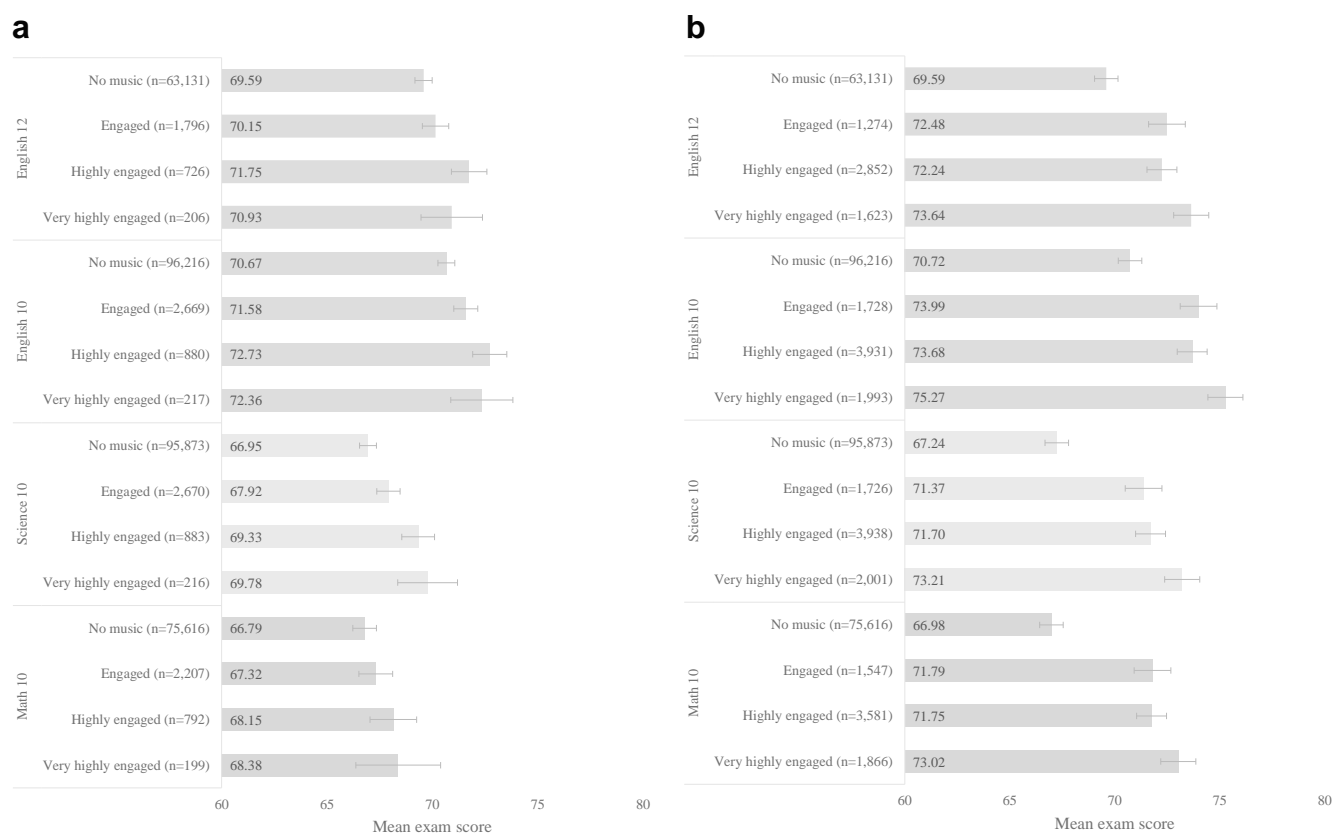 a
English 12
No music (n=63,131) 69.59
Engaged (n=1,796) 70.15
Highly engaged (n=726) 71.75
Very highly engaged (n=206) 70.93
English 10
No music (n=96,216) 70.67
Engaged (n=2,669) 71.58
Highly engaged (n=880) 72.73
Very highly engaged (n=217) 72.36
Science 10
No music (n=95,873) 66.95
Engaged (n=2,670) 67.92
Highly engaged (n=883) 69.33
Very highly engaged (n=216) 69.78
Math 10
No music (n=75,616) 66.79
Engaged (n=2,207) 67.32
Highly engaged (n=792) 68.15
Very highly engaged (n=199) 68.38
60 65 70 75 80
Mean exam score
b
English 12
No music (n=63,131) 69.59
Engaged (n=1,274) 72.48
Highly engaged (n=2,852) 72.24
Very highly engaged (n=1,623) 73.64
English 10
No music (n=96,216) 70.72
Engaged (n=1,728) 73.99
Highly engaged (n=3,931) 73.68
Very highly engaged (n=1,993) 75.27
Science 10
No music (n=95,873) 67.24
Engaged (n=1,726) 71.37
Highly engaged (n=3,938) 71.70
Very highly engaged (n=2,001) 73.21
Math 10
No music (n=75,616) 66.98
Engaged (n=1,547) 71.79
Highly engaged (n=3,581) 71.75
Very highly engaged (n=1,866) 73.02
60 65 70 75 80
Mean exam score